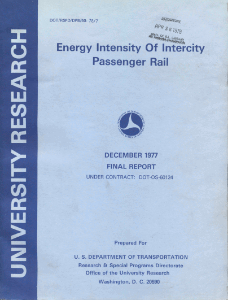 UNIVERSITY RESEARCH
Energy Intensity Of Intercity
Passenger Rail
DECEMBER 1977
FINAL REPORT
UNDER CONTRACT: DOT-OS-60124
Prepared For
U. S. DEPARTMENT OF TRANSPORTATION
Research & Special Programs Directorate
Office of the University Research
Washington, D. C. 20590